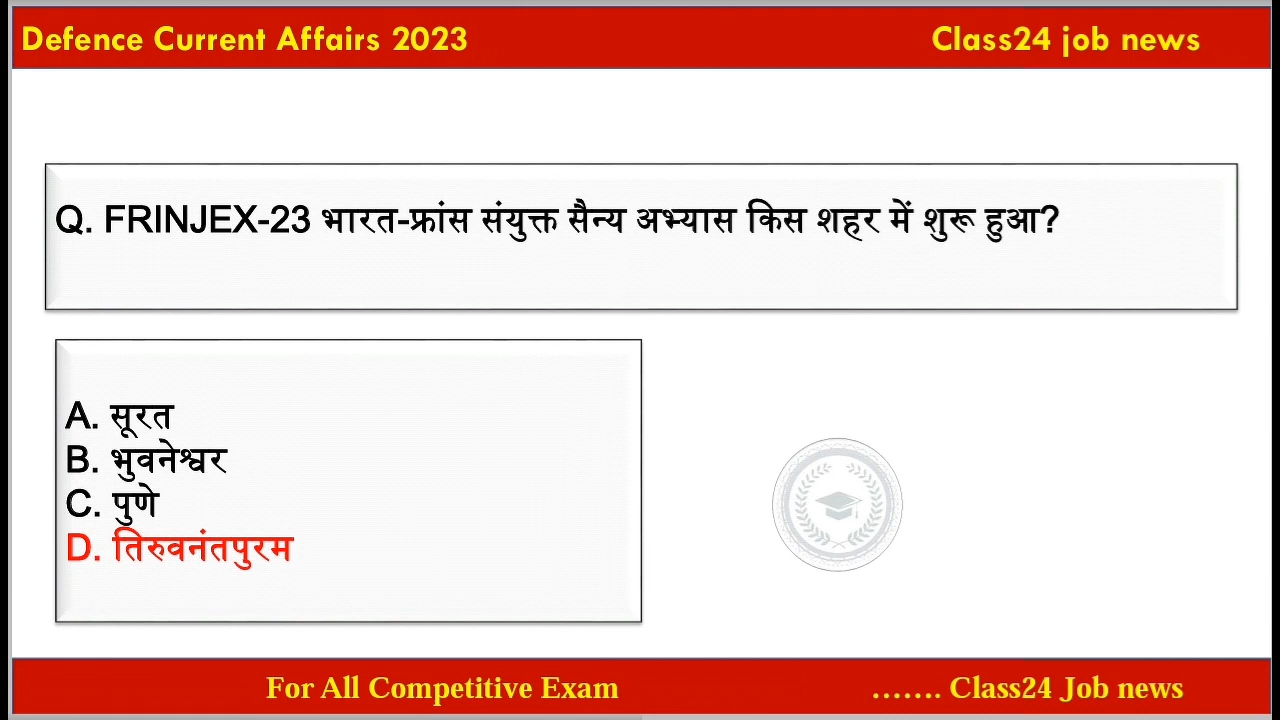 Defence Current Affairs 2023
Class24 job news
Q. FRINJEX-23 भारत-फ्रांस संयुक्त सैन्य अभ्यास किस शहर में शुरू हुआ?
A. सूरत
B. भुवनेश्वर
C. पुणे
D. तिरुवनंतपुरम
For All Competitive Exam
....... Class24 Job news